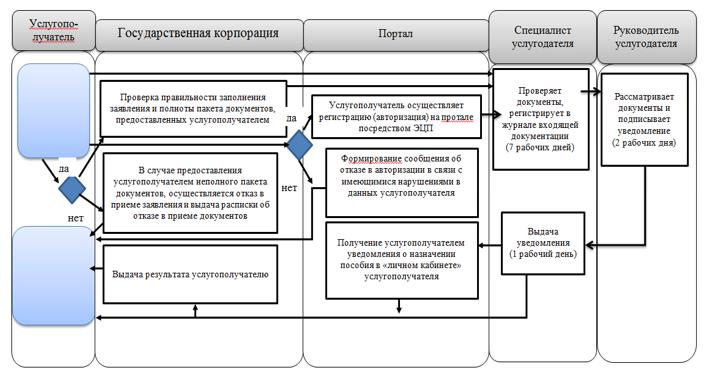 Услугопо-
лучатель
Государственная корпорация
Портал
Специалист
услугодателя
Руководитель
услугодателя
Проверка правильности заполнения
заявления и полноты пакета документов,
предоставленных услугополучателем
да
Услугополучатель осуществляет
регистрацию (авторизацию) на протале
посредством ЭЦП
Проверяет
документы,
регистрирует в
журнале входящей
документации
(7 рабочих дней)
Рассматривает
документы и
подписывает
уведомление
(2 рабочих дня)
да
нет
В случае предоставления
услугополучателем неполного пакета
документов, осуществляется отказ в
приеме заявления и выдача расписки об
отказе в приеме документов
нет
Формирование сообщения об
отказе в авторизации в связи с
имеющимися нарушениями в
данных услугополучателя
Выдача результата услугополучателю
Получение услугополучателем
уведомления о назначении
пособия в «личном кабинете»
услугополучателя
Выдача
уведомления
(1 рабочий день)